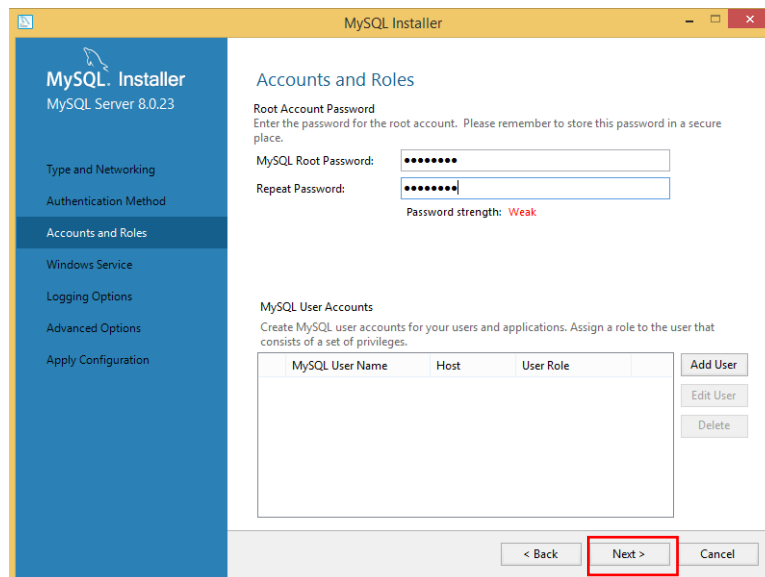 MySQL Installer
MySQL. Installer
MySQL Server 8.0.23
Type and Networking
Authentication Method
Accounts and Roles
Windows Service
Logging Options
Advanced Options
Apply Configuration
Accounts and Roles
Root Account Password
Enter the password for the root account. Please remember to store this password in a secure
place.
MySQL Root Password: ●●●●●●●●
Repeat Password: ●●●●●●●●
Password strength: Weak
MySQL User Accounts
Create MySQL user accounts for your users and applications. Assign a role to the user that
consists of a set of privileges.
MySQL User Name Host User Role
Add User
Edit User
Delete
< Back Next > Cancel